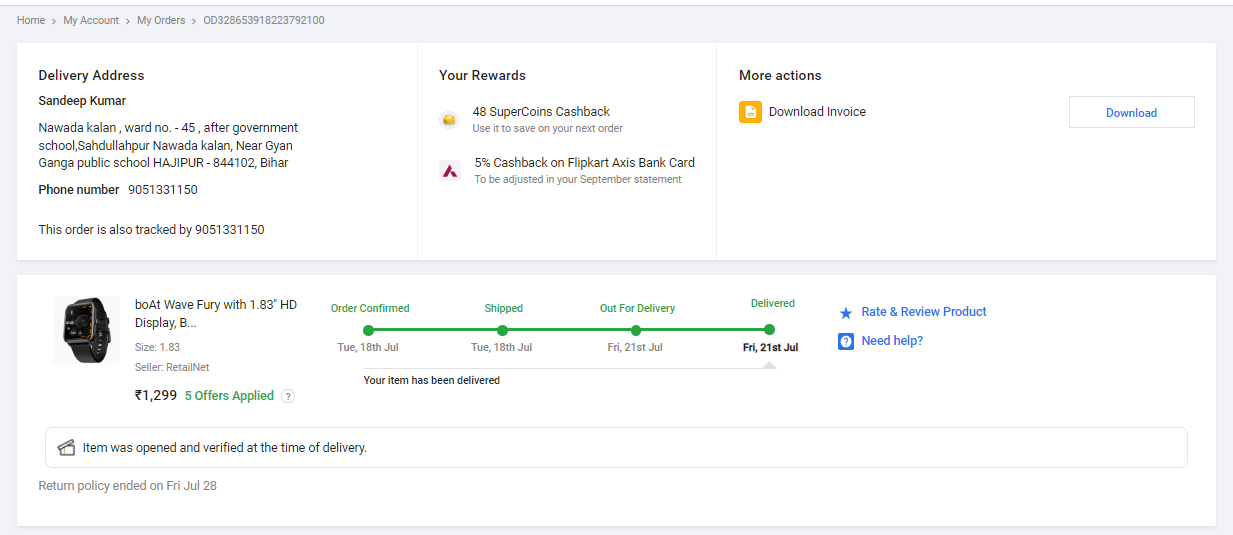 Home > My Account > My Orders > OD328653918223792100
Delivery Address
Sandeep Kumar
Nawada kalan , ward no. - 45 , after government
school,Sahdullahpur Nawada kalan, Near Gyan
Ganga public school HAJIPUR - 844102, Bihar
Phone number 9051331150
This order is also tracked by 9051331150
Your Rewards
48 SuperCoins Cashback
Use it to save on your next order
5% Cashback on Flipkart Axis Bank Card
To be adjusted in your September statement
More actions
Download Invoice
Download
boAt Wave Fury with 1.83" HD
Display, B...
Size: 1.83
Seller: RetailNet
₹1,299 5 Offers Applied ?
Order Confirmed
Tue, 18th Jul
Shipped
Tue, 18th Jul
Out For Delivery
Fri, 21st Jul
Delivered
Fri, 21st Jul
Your item has been delivered
Rate & Review Product
Need help?
Item was opened and verified at the time of delivery.
Return policy ended on Fri Jul 28